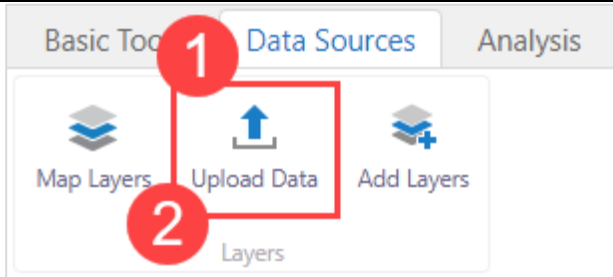 Basic Too Data Sources Analysis
1
Map Layers Upload Data Add Layers
2
Layers